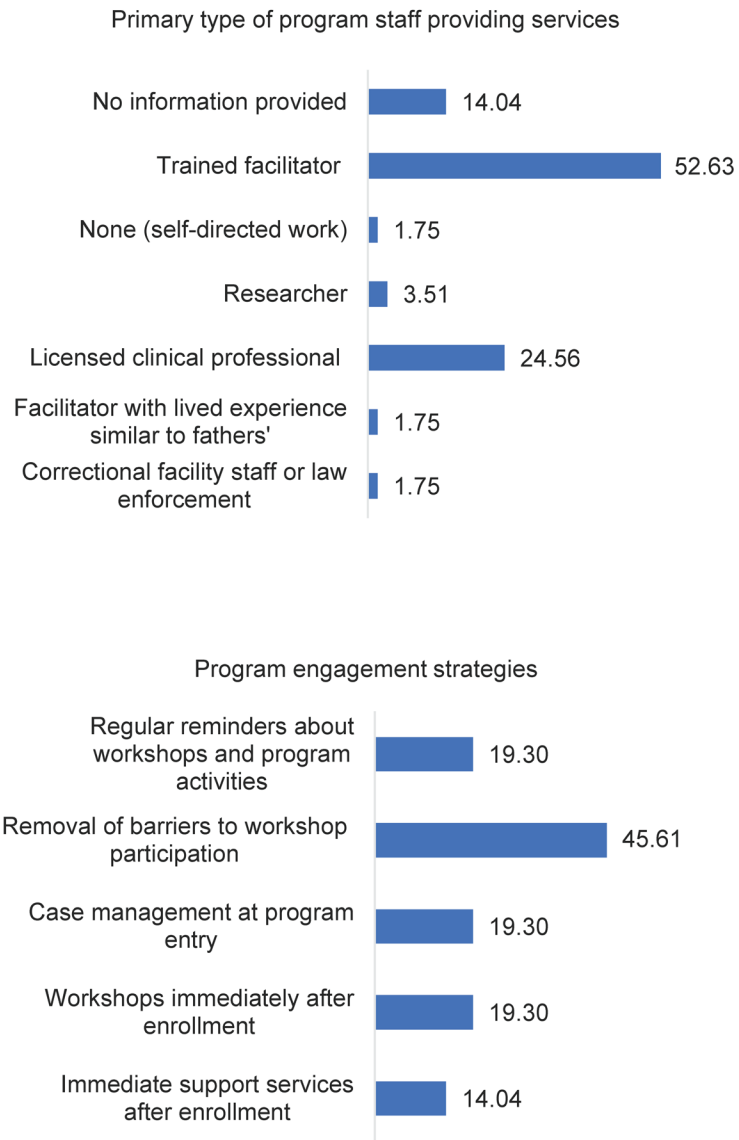 Primary type of program staff providing services
No information provided 14.04
Trained facilitator 52.63
None (self-directed work) 1.75
Researcher 3.51
Licensed clinical professional 24.56
Facilitator with lived experience
similar to fathers' 1.75
Correctional facility staff or law
enforcement 1.75
Program engagement strategies
Regular reminders about
workshops and program
activities 19.30
Removal of barriers to workshop
participation 45.61
Case management at program
entry 19.30
Workshops immediately after
enrollment 19.30
Immediate support services
after enrollment 14.04